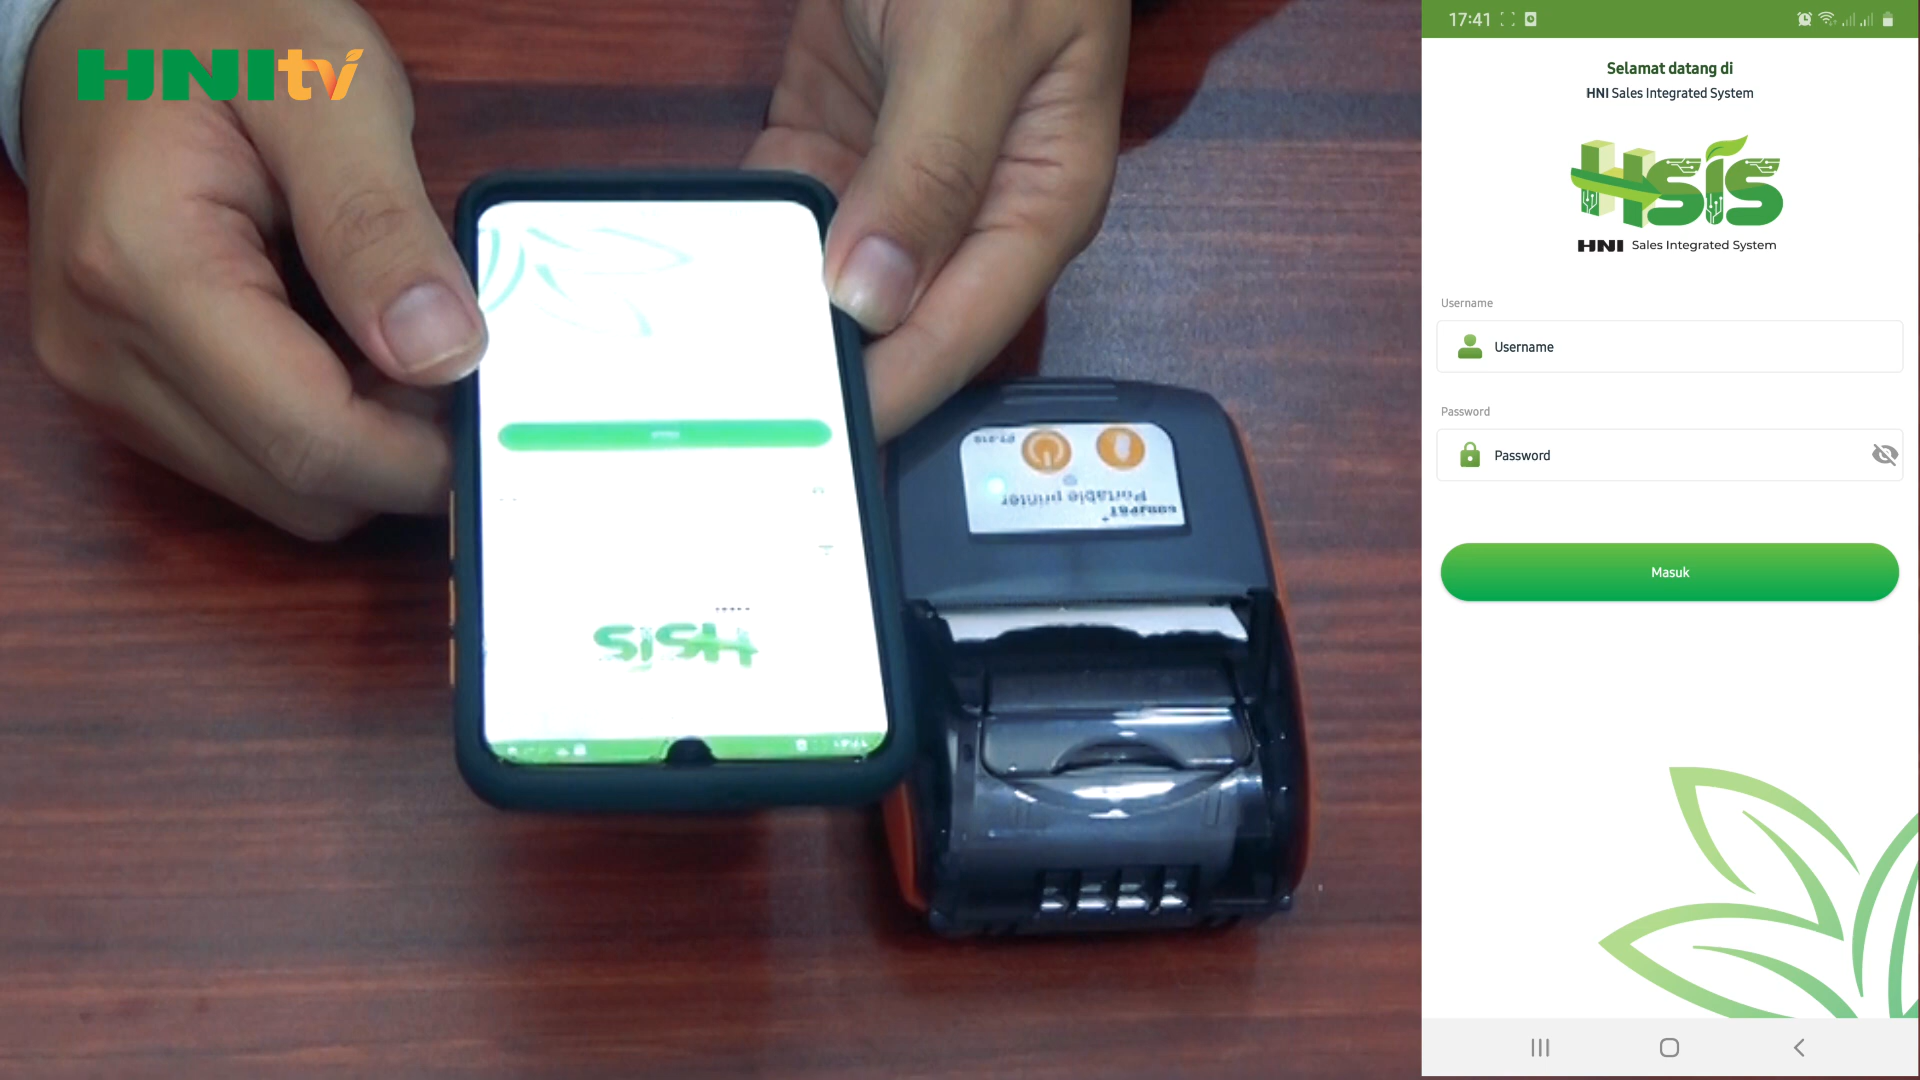 HNItv
Portable printer
HSiS
17:41
Selamat datang di
HNI Sales Integrated System
HSiS
HNI Sales Integrated System
Username
Username
Password
Password
Masuk